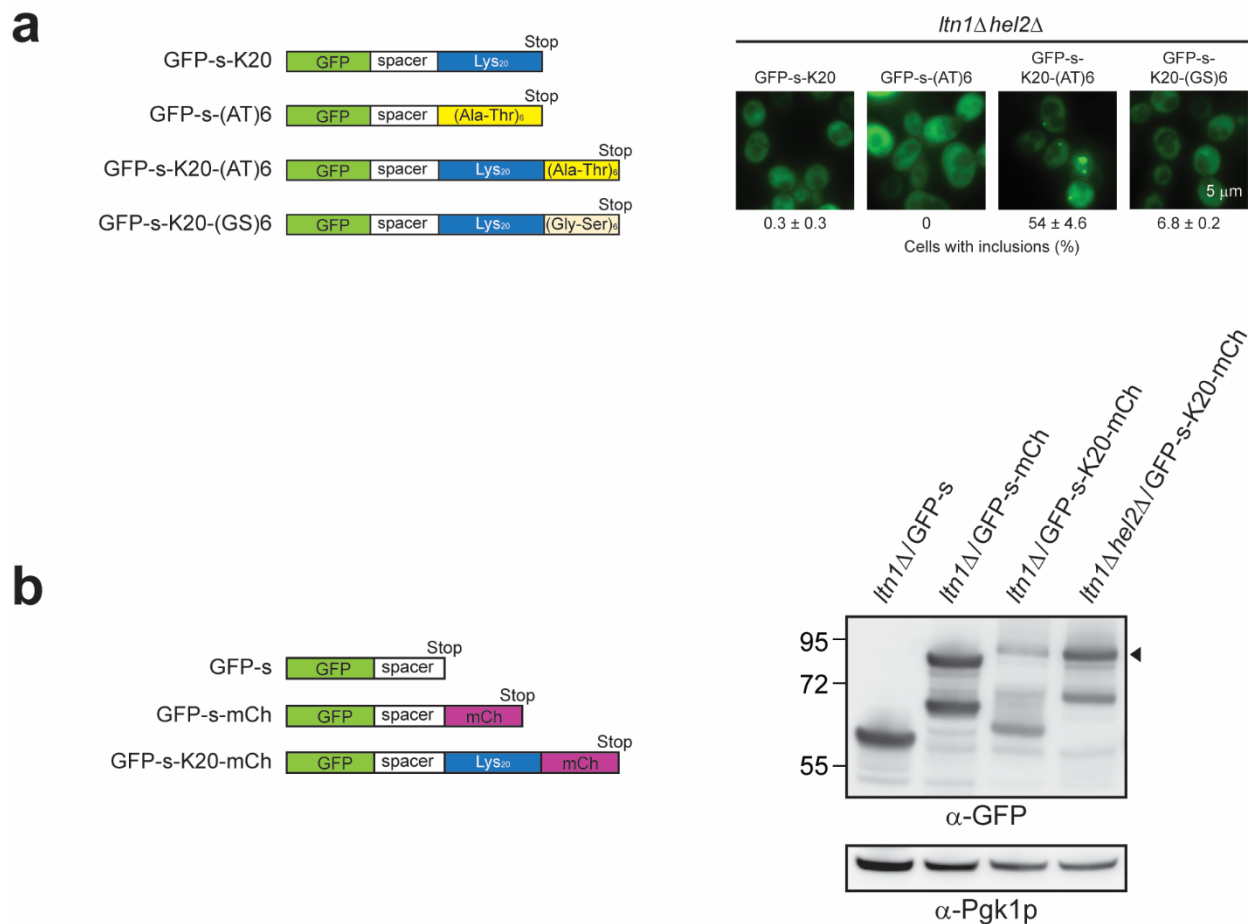 a
GFP-s-K20
GFP
spacer
Lys₂₀
Stop
GFP-s-(AT)6
GFP
spacer
(Ala-Thr)₆
Stop
GFP-s-K20-(AT)6
GFP
spacer
Lys₂₀
(Ala-Thr)₆
Stop
GFP-s-K20-(GS)6
GFP
spacer
Lys₂₀
(Gly-Ser)₆
Stop
ltn1Δ hel2Δ
GFP-s-K20
GFP-s-(AT)6
GFP-s-
K20-(AT)6
GFP-s-
K20-(GS)6
5 µm
0.3 ± 0.3
0
54 ± 4.6
6.8 ± 0.2
Cells with inclusions (%)
b
GFP-s
GFP
spacer
Stop
GFP-s-mCh
GFP
spacer
mCh
Stop
GFP-s-K20-mCh
GFP
spacer
Lys₂₀
mCh
Stop
ltn1Δ/GFP-s
ltn1Δ/GFP-s-mCh
ltn1Δ/GFP-s-K20-mCh
ltn1Δhel2Δ/GFP-s-K20-mCh
95
72
55
α-GFP
α-Pgk1p